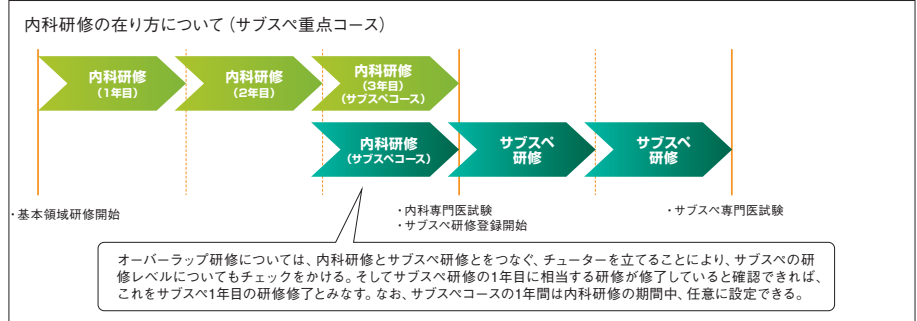 内科研修の在り方について（サブスペ重点コース）
内科研修
（1年目）
内科研修
（2年目）
内科研修
（3年目）
（サブスペコース）
内科研修
（サブスペコース）
サブスペ
研修
サブスペ
研修
・基本領域研修開始
・内科専門医試験
・サブスペ研修登録開始
・サブスペ専門医試験
オーバーラップ研修については、内科研修とサブスペ研修とをつなぐ、チューターを立てることにより、サブスペの研
修レベルについてもチェックをかける。そしてサブスペ研修の1年目に相当する研修が修了していると確認できれば、
これをサブスペ1年目の研修修了とみなす。なお、サブスペコースの1年間は内科研修の期間中、任意に設定できる。